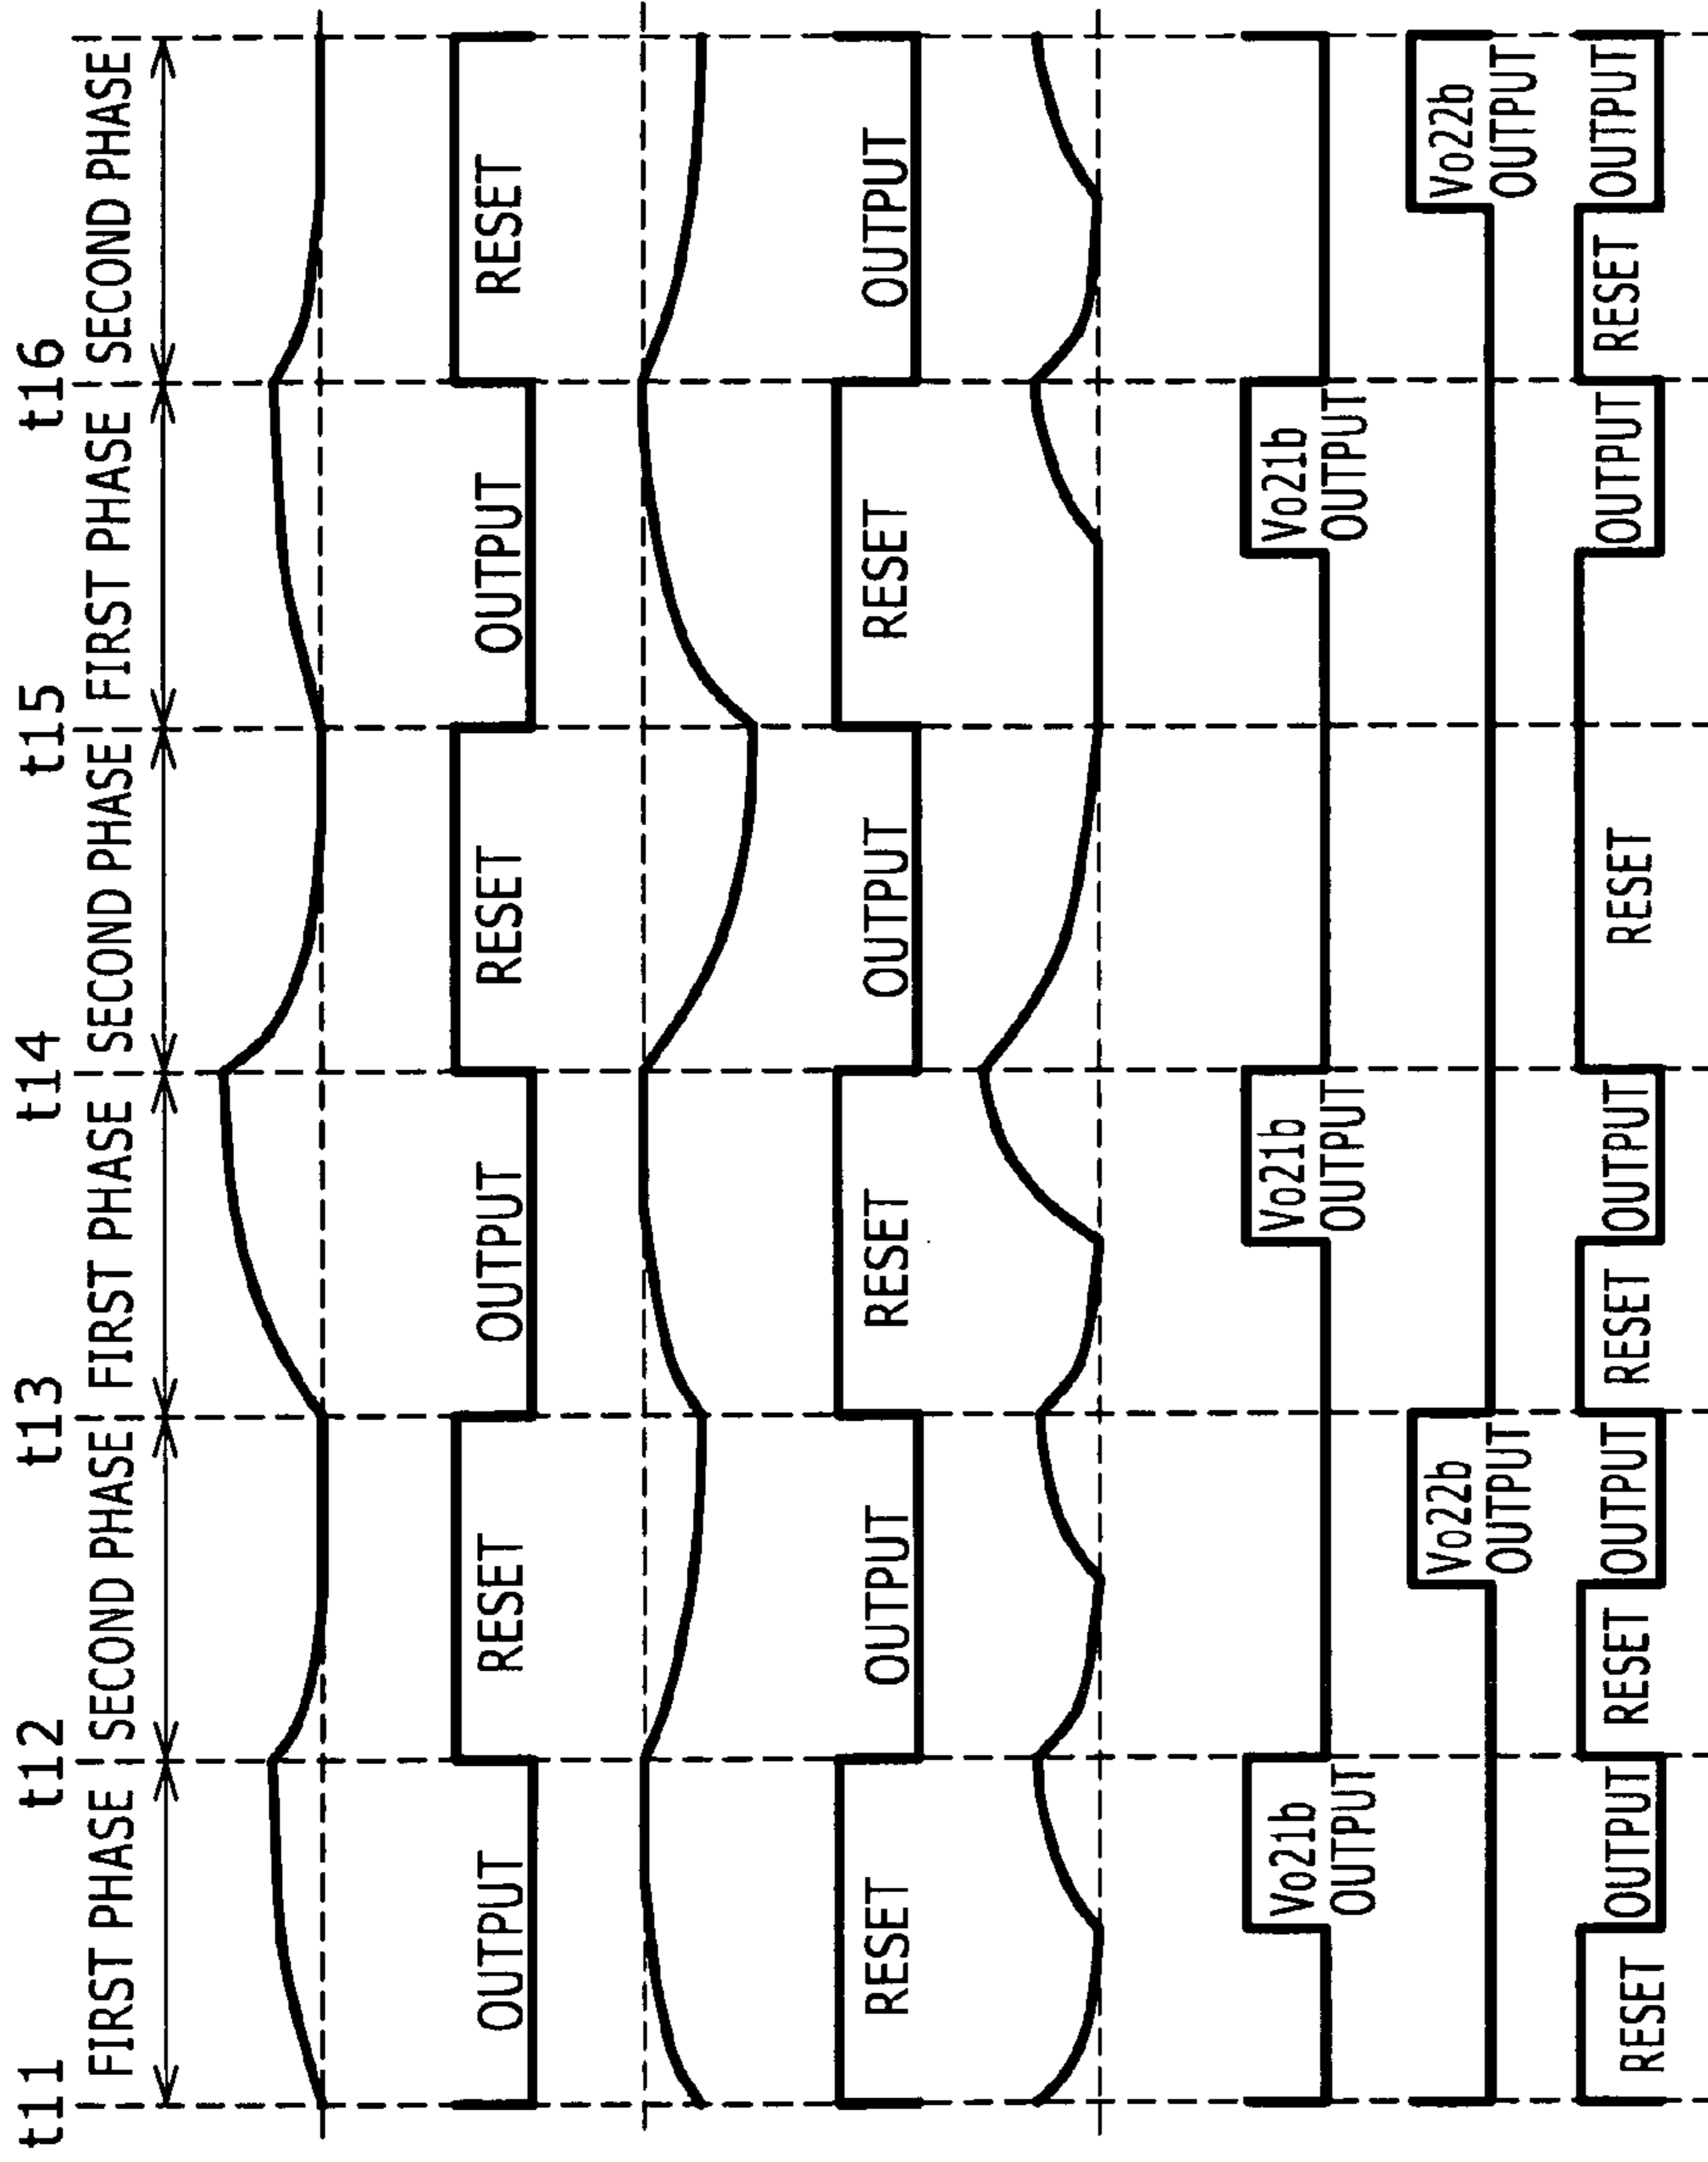 t11 t12 t13 t14 t15 t16
FIRST PHASE SECOND PHASE FIRST PHASE SECOND PHASE FIRST PHASE SECOND PHASE
OUTPUT RESET OUTPUT RESET OUTPUT RESET
RESET OUTPUT RESET OUTPUT RESET OUTPUT
Vo21b Vo21b Vo21b
OUTPUT OUTPUT OUTPUT
Vo22b Vo22b
OUTPUT OUTPUT
RESET OUTPUT RESET OUTPUT RESET OUTPUT RESET OUTPUT RESET OUTPUT